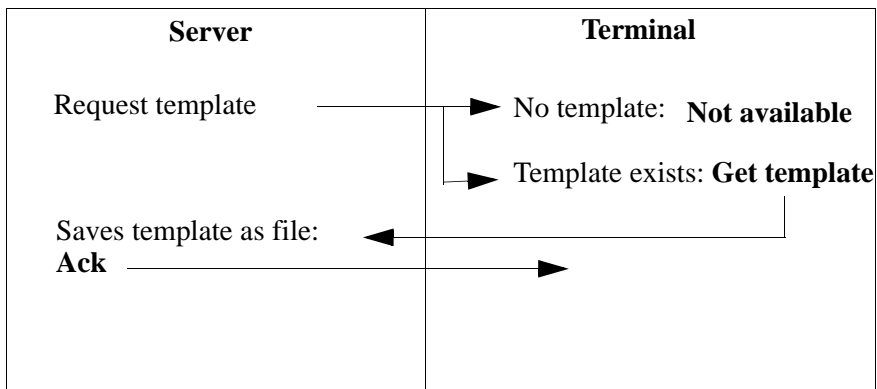 Server
Terminal
Request template
No template: Not available
Template exists: Get template
Saves template as file:
Ack